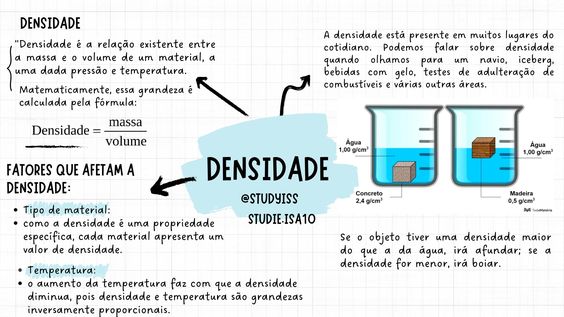 DENSIDADE
"Densidade é a relação existente entre
a massa e o volume de um material, a
uma dada pressão e temperatura.
Matematicamente, essa grandeza é
calculada pela fórmula:
Densidade = massa
volume
FATORES QUE AFETAM A
DENSIDADE:
• Tipo de material:
• como a densidade é uma propriedade
específica, cada material apresenta um
valor de densidade.
• Temperatura:
• o aumento da temperatura faz com que a densidade
diminua, pois densidade e temperatura são grandezas
inversamente proporcionais.
DENSIDADE
@STUDYISS
STUDIE.ISA10
A densidade está presente em muitos lugares do
cotidiano. Podemos falar sobre densidade
quando olhamos para um navio, iceberg,
bebidas com gelo, testes de adulteração de
combustíveis e várias outras áreas.
Água
1,00 g/cm³
Concreto
2,4 g/cm³
Água
1,00 g/cm³
Madeira
0,5 g/cm³
Se o objeto tiver uma densidade maior
do que a da água, irá afundar; se a
densidade for menor, irá boiar.